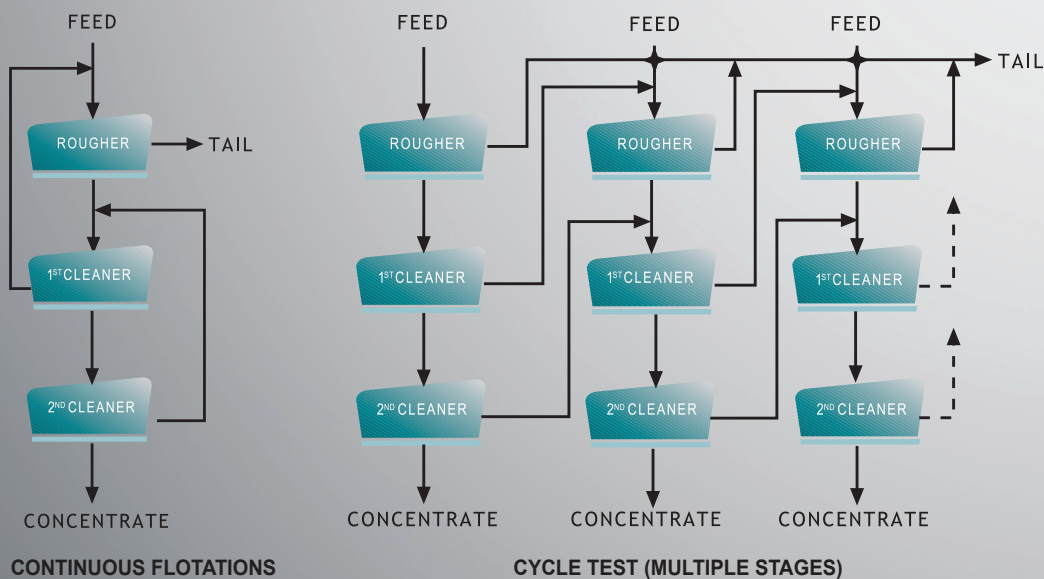 FEED
ROUGHER
TAIL
1ST CLEANER
2ND CLEANER
CONCENTRATE
CONTINUOUS FLOTATIONS
FEED
FEED
FEED
TAIL
ROUGHER
ROUGHER
ROUGHER
1ST CLEANER
1ST CLEANER
1ST CLEANER
2ND CLEANER
2ND CLEANER
2ND CLEANER
CONCENTRATE
CONCENTRATE
CONCENTRATE
CYCLE TEST (MULTIPLE STAGES)